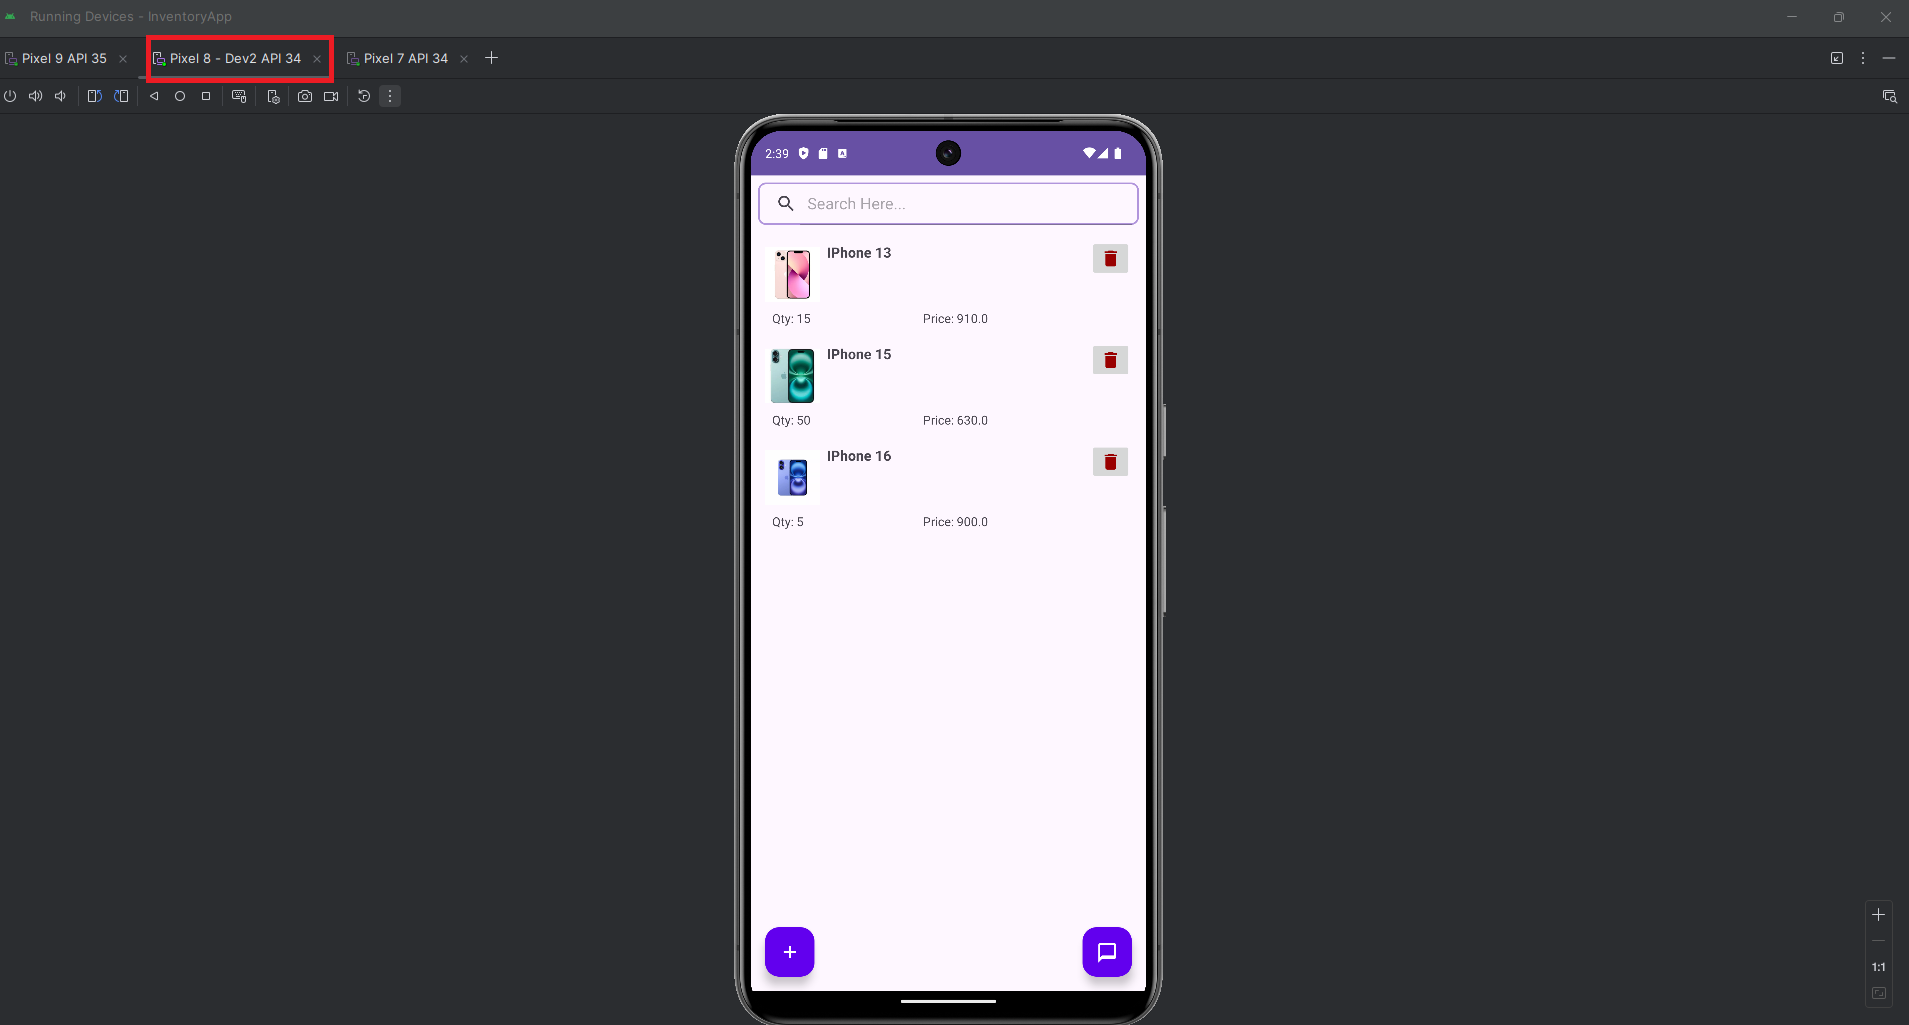 Running Devices - InventoryApp
Pixel 9 API 35
Pixel 8 - Dev2 API 34
Pixel 7 API 34
2:39
Search Here...
IPhone 13
Qty: 15 Price: 910.0
IPhone 15
Qty: 50 Price: 630.0
IPhone 16
Qty: 5 Price: 900.0
1:1